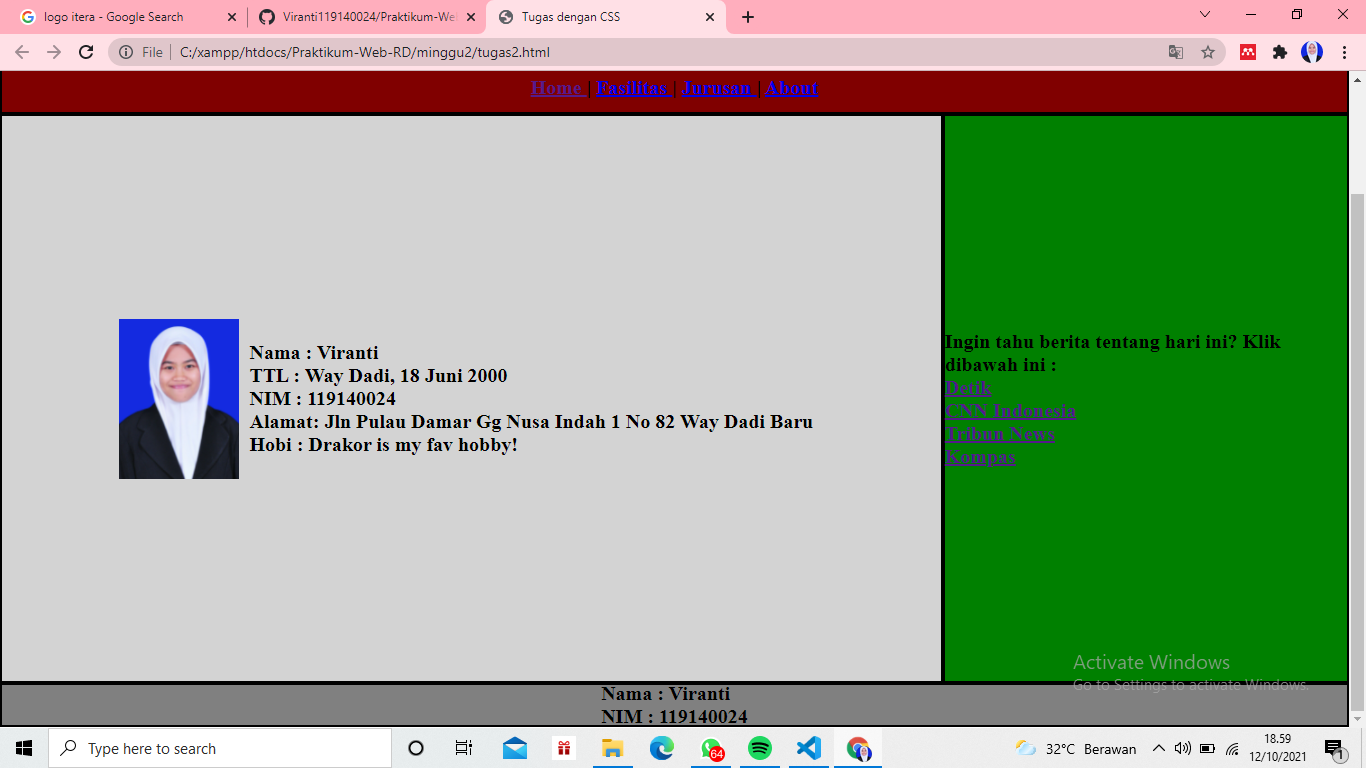 logo itera - Google Search
Viranti119140024/Praktikum-We
Tugas dengan CSS
File
C:/xampp/htdocs/Praktikum-Web-RD/minggu2/tugas2.html
Home | Fasilitas | Jurusan | About
Nama : Viranti
TTL : Way Dadi, 18 Juni 2000
NIM : 119140024
Alamat: Jln Pulau Damar Gg Nusa Indah 1 No 82 Way Dadi Baru
Hobi : Drakor is my fav hobby!
Ingin tahu berita tentang hari ini? Klik
dibawah ini :
Detik
CNN Indonesia
Tribun News
Kompas
Activate Windows
Go to Settings to activate Windows.
Nama : Viranti
NIM : 119140024
Type here to search
64
32°C Berawan
18.59
12/10/2021
1